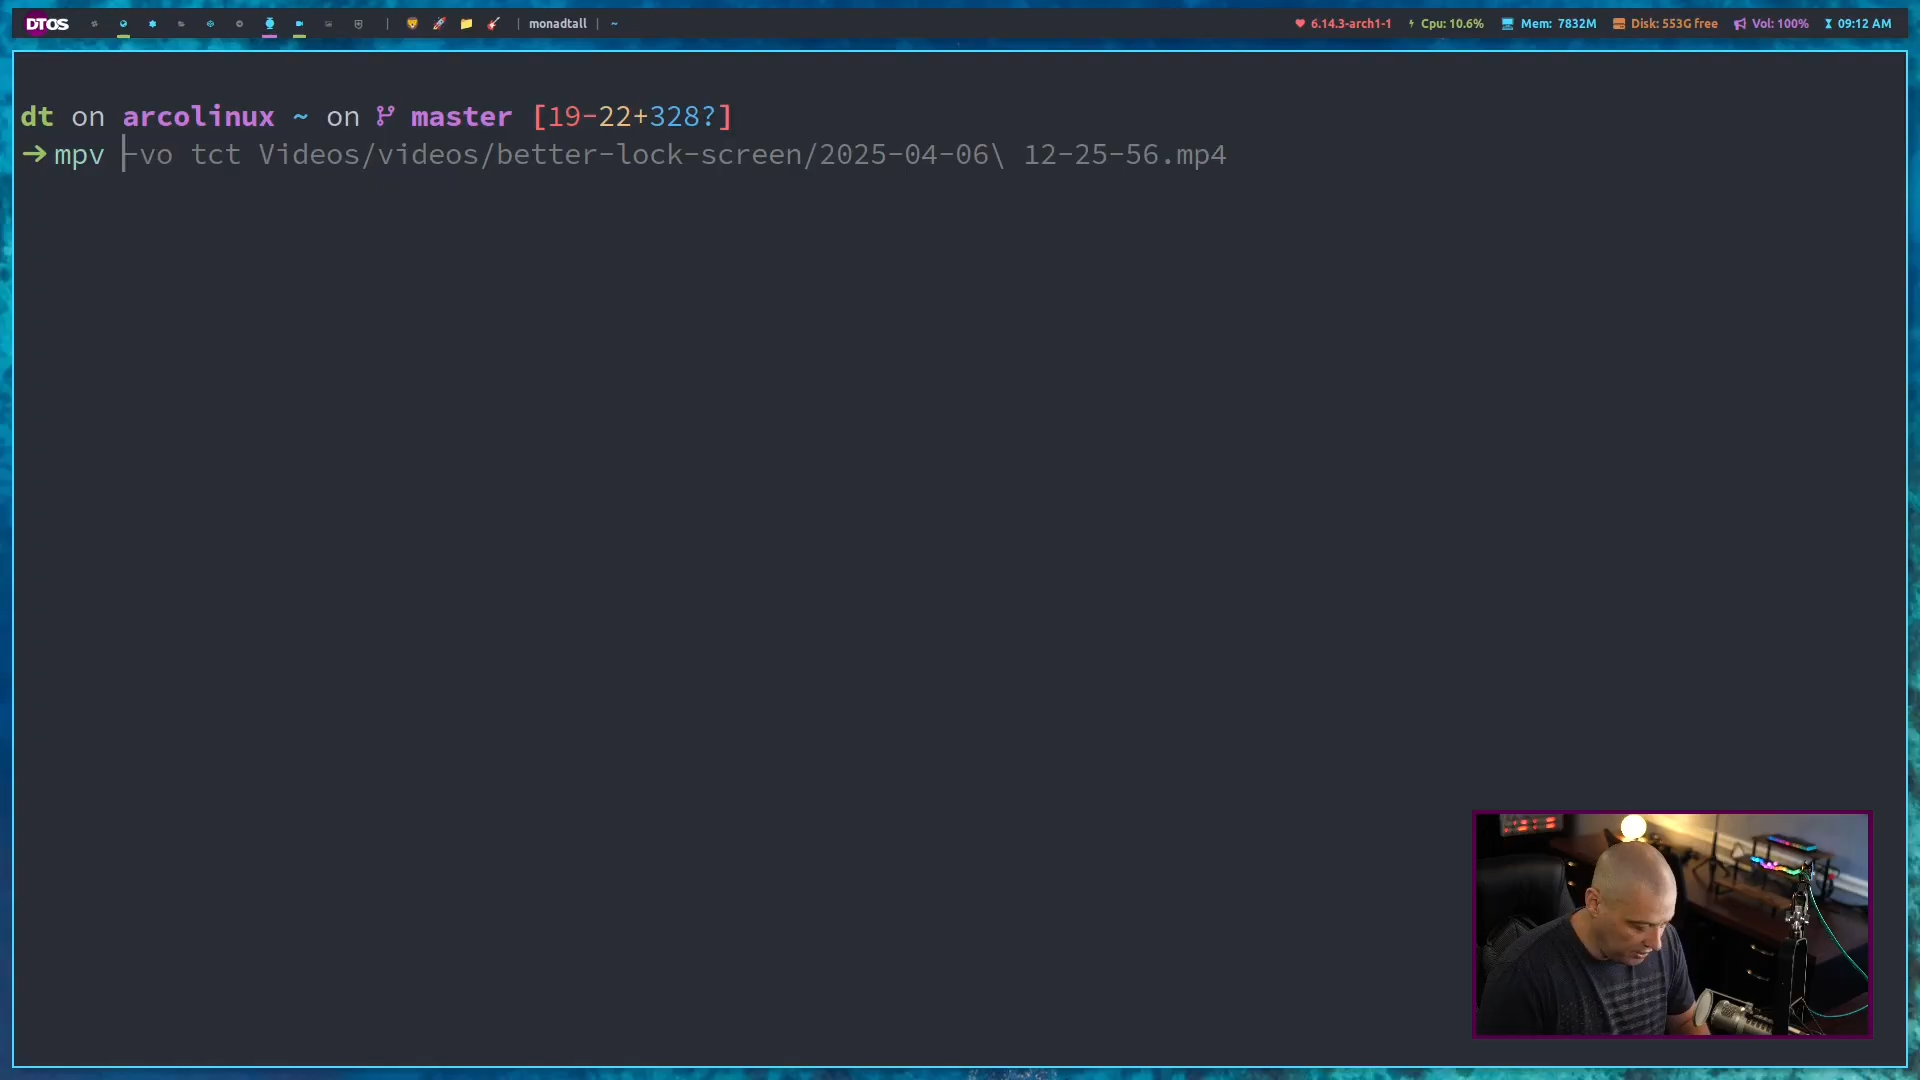 DTOS | monadtall | ~ 6.14.3-arch1-1 Cpu: 10.6% Mem: 7832M Disk: 553G free Vol: 100% 09:12 AM
dt on arcolinux ~ on master [19-22+328?]
→ mpv -vo tct Videos/videos/better-lock-screen/2025-04-06\ 12-25-56.mp4